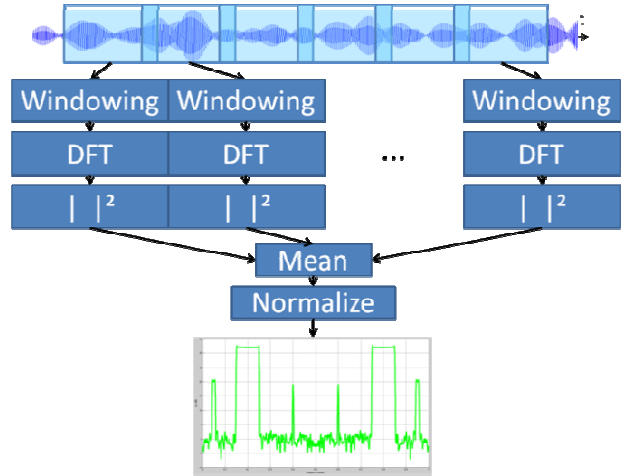 Windowing Windowing Windowing
DFT DFT ... DFT
| |² | |² | |²
Mean
Normalize